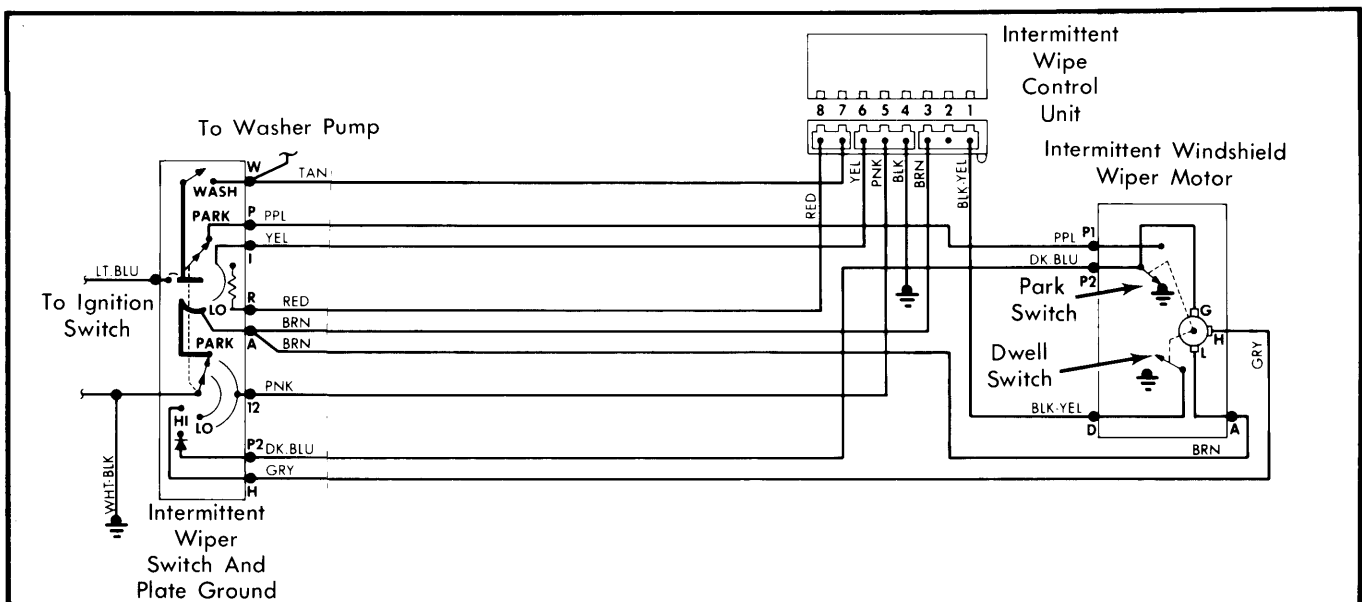 Intermittent
Wipe
Control
Unit
8 7 6 5 4 3 2 1
To Washer Pump
Intermittent Windshield
Wiper Motor
W
TAN
WASH
YEL
PNK
BLK
BRN
BLK-YEL
RED
PARK
P
PPL
YEL
I
PPL
P1
DK.BLU
P2
LT.BLU
To Ignition
Switch
LO
R
RED
BRN
A
BRN
PARK
Park
Switch
G
H
L
GRY
Dwell
Switch
PNK
12
HI
LO
BLK-YEL
D
A
BRN
P2
DK.BLU
GRY
H
WHT-BLK
Intermittent
Wiper
Switch And
Plate Ground